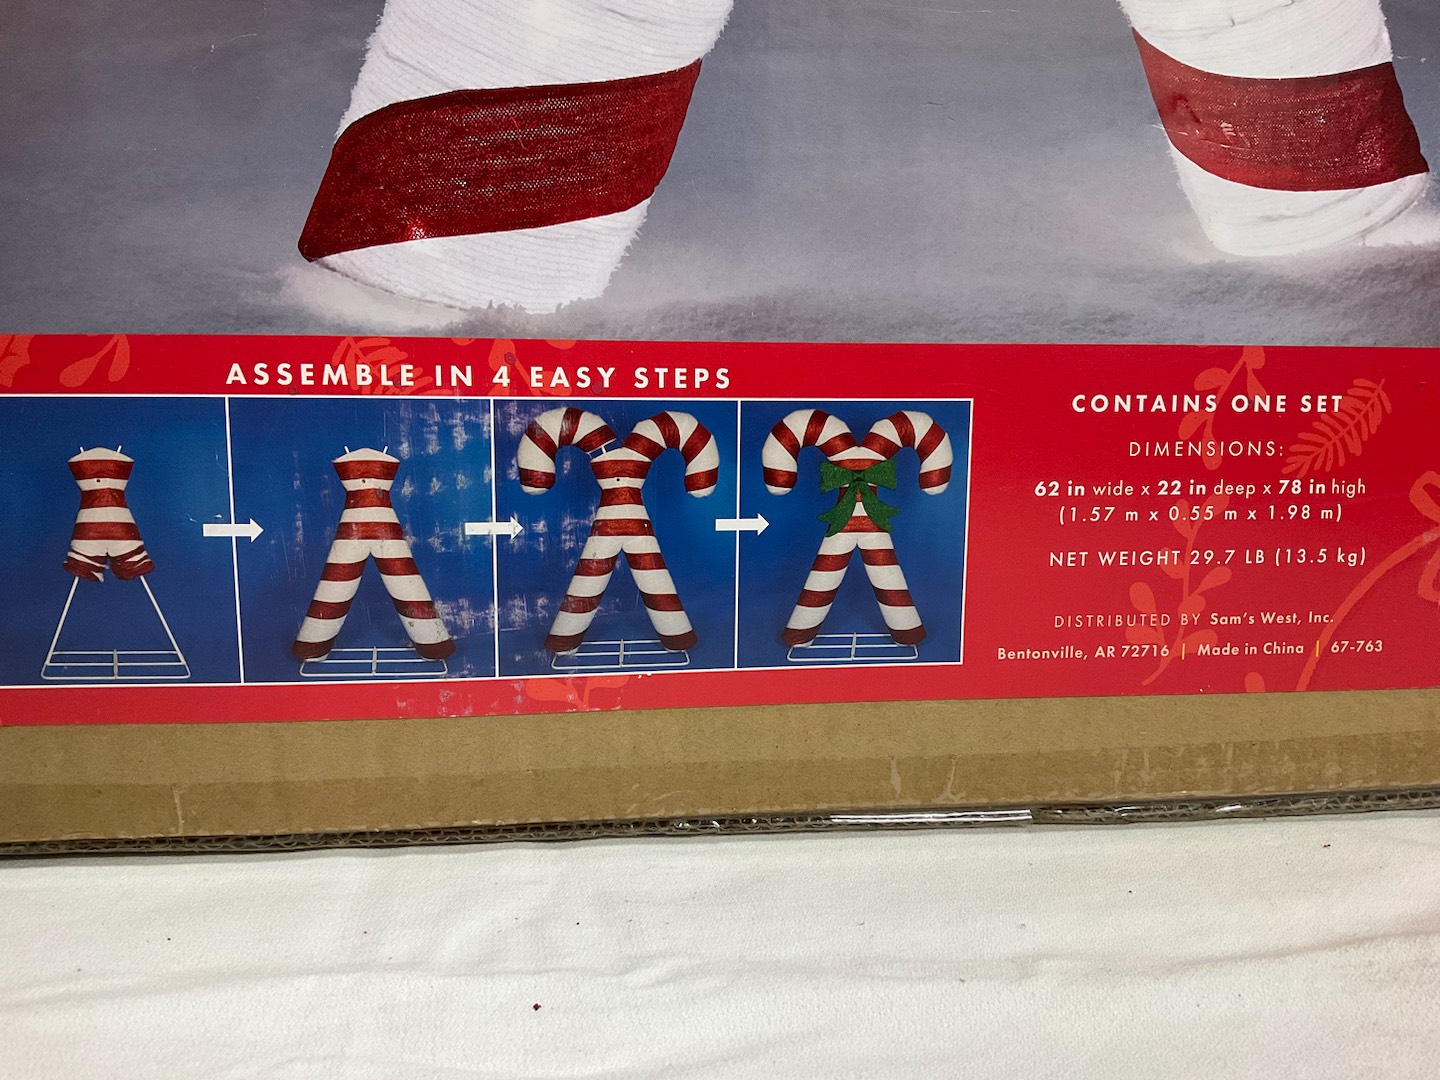 ASSEMBLE IN 4 EASY STEPS
CONTAINS ONE SET
DIMENSIONS:
62 in wide x 22 in deep x 78 in high
(1.57 m x 0.55 m x 1.98 m)
NET WEIGHT 29.7 LB (13.5 kg)
DISTRIBUTED BY Sam's West, Inc.
Bentonville, AR 72716 | Made in China | 67-763